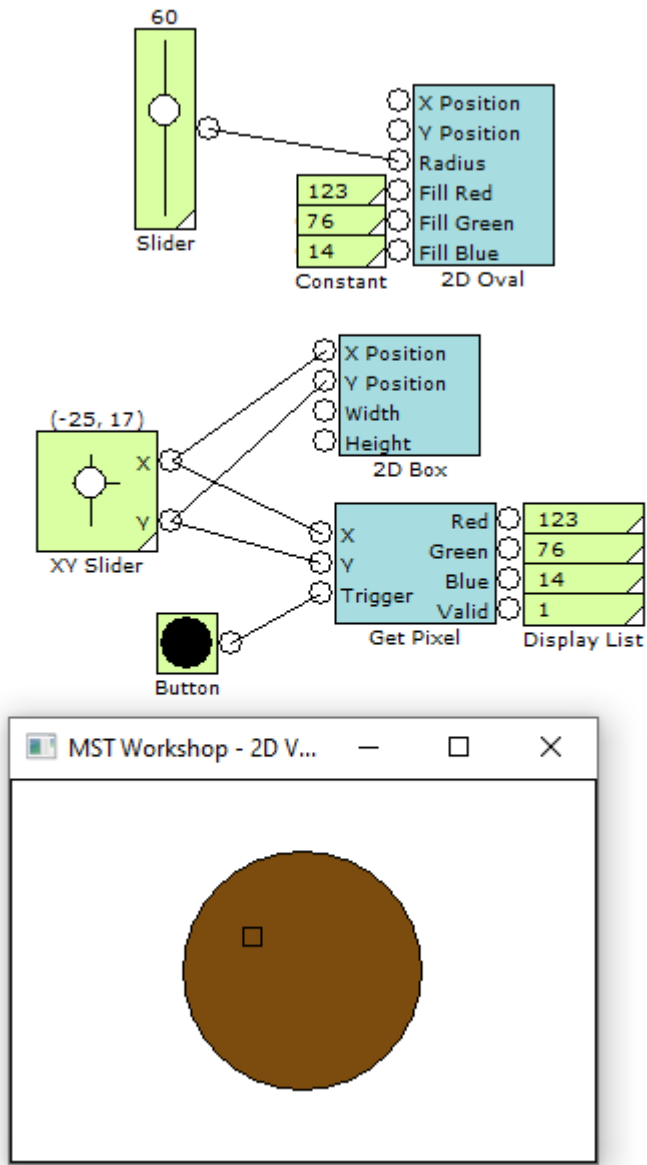 60
X Position
Y Position
Radius
123 Fill Red
76 Fill Green
14 Fill Blue
Slider
Constant
2D Oval
X Position
Y Position
Width
Height
2D Box
(-25, 17)
X
Y
XY Slider
X
Y
Trigger
Red 123
Green 76
Blue 14
Valid 1
Get Pixel
Display List
Button
MST Workshop - 2D V...